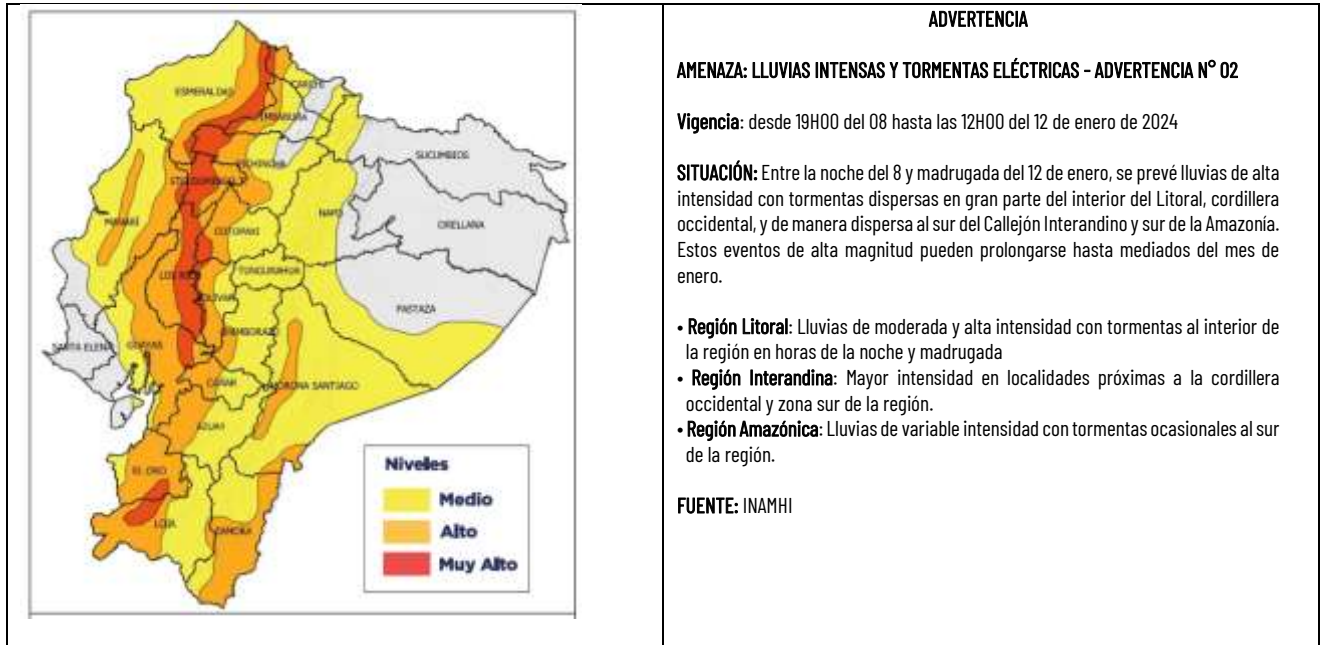 ESMERALDAS
CARCHI
IMBABURA
SUCUMBIOS
PICHINCHA
STO DOMINGO T
NAPO
MANABI
ORELLANA
COTOPAXI
LOS RIOS
TUNGURAHUA
BOLIVAR
PASTAZA
CHIMBORAZO
SANTA ELENA
GUAYAS
MORONA SANTIAGO
CAÑAR
AZUAY
EL ORO
LOJA
ZAMORA
Niveles
Medio
Alto
Muy Alto
ADVERTENCIA
AMENAZA: LLUVIAS INTENSAS Y TORMENTAS ELÉCTRICAS - ADVERTENCIA N° 02
Vigencia: desde 19H00 del 08 hasta las 12H00 del 12 de enero de 2024
SITUACIÓN: Entre la noche del 8 y madrugada del 12 de enero, se prevé lluvias de alta
intensidad con tormentas dispersas en gran parte del interior del Litoral, cordillera
occidental, y de manera dispersa al sur del Callejón Interandino y sur de la Amazonía.
Estos eventos de alta magnitud pueden prolongarse hasta mediados del mes de
enero.
• Región Litoral: Lluvias de moderada y alta intensidad con tormentas al interior de
la región en horas de la noche y madrugada
• Región Interandina: Mayor intensidad en localidades próximas a la cordillera
occidental y zona sur de la región.
• Región Amazónica: Lluvias de variable intensidad con tormentas ocasionales al sur
de la región.
FUENTE: INAMHI